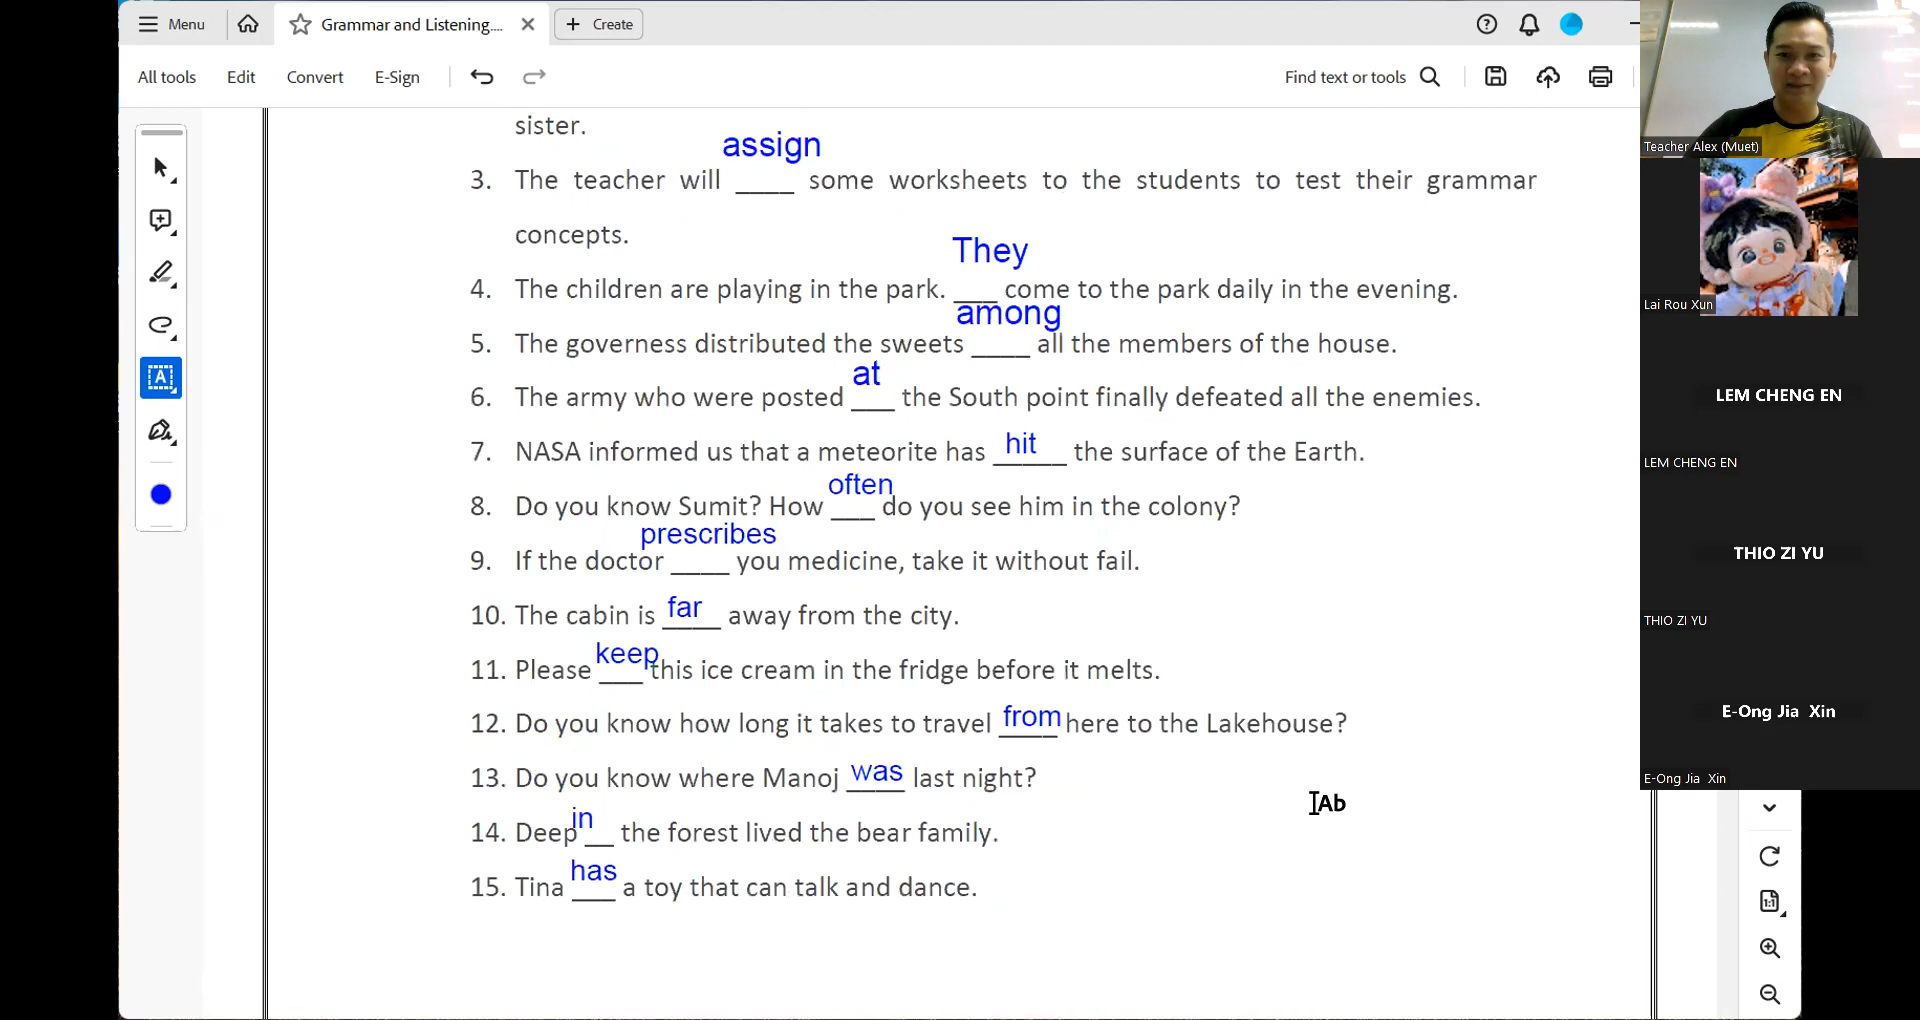 Menu
Grammar and Listening....
Create
All tools
Edit
Convert
E-Sign
Find text or tools
sister.
assign
3. The teacher will ____ some worksheets to the students to test their grammar
concepts.
They
4. The children are playing in the park. ___ come to the park daily in the evening.
among
5. The governess distributed the sweets ____ all the members of the house.
at
6. The army who were posted ___ the South point finally defeated all the enemies.
7. NASA informed us that a meteorite has hit the surface of the Earth.
often
8. Do you know Sumit? How ___ do you see him in the colony?
prescribes
9. If the doctor ____ you medicine, take it without fail.
10. The cabin is far away from the city.
keep
11. Please ___ this ice cream in the fridge before it melts.
12. Do you know how long it takes to travel from here to the Lakehouse?
13. Do you know where Manoj was last night?
in
14. Deep __ the forest lived the bear family.
has
15. Tina ___ a toy that can talk and dance.
Ab
Teacher Alex (Muet)
Lai Rou Xun
LEM CHENG EN
LEM CHENG EN
THIO ZI YU
THIO ZI YU
E-Ong Jia Xin
E-Ong Jia Xin
1:1
A